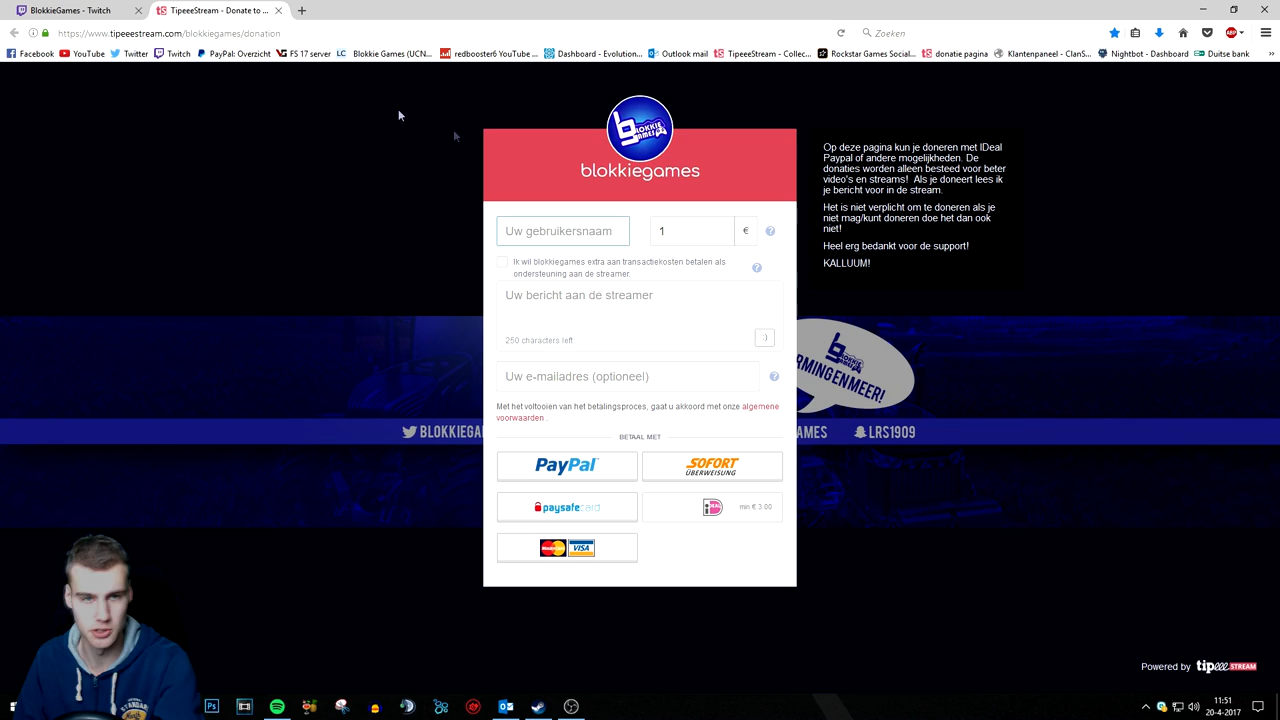 BlokkieGames - Twitch
TipeeeStream - Donate to ...
https://www.tipeeestream.com/blokkiegames/donation
Zoeken
Facebook
YouTube
Twitter
Twitch
PayPal: Overzicht
FS 17 server
Blokkie Games (UCN...
redbooster6 YouTube ...
Dashboard - Evolution...
Outlook mail
TipeeeStream - Collec...
Rockstar Games Social...
donatie pagina
Klantenpaneel - ClanS...
Nightbot - Dashboard
Duitse bank
BLOKKIE GAMES
blokkiegames
Uw gebruikersnaam
1
€
?
Ik wil blokkiegames extra aan transactiekosten betalen als
ondersteuning aan de streamer.
?
Uw bericht aan de streamer
250 characters left
:)
Uw e-mailadres (optioneel)
?
Met het voltooien van het betalingsproces, gaat u akkoord met onze algemene
voorwaarden .
BETAAL MET
PayPal
SOFORT
ÜBERWEISUNG
paysafecard
iDEAL
min € 3.00
MasterCard
VISA
Op deze pagina kun je doneren met IDeal
Paypal of andere mogelijkheden. De
donaties worden alleen besteed voor beter
video's en streams! Als je doneert lees ik
je bericht voor in de stream.
Het is niet verplicht om te doneren als je
niet mag/kunt doneren doe het dan ook
niet!
Heel erg bedankt voor de support!
KALLUUM!
RMINGENMEER!
BLOKKIEGA
AMES
LRS1909
Powered by tipeee STREAM
STANDARD
11:51
20-4-2017